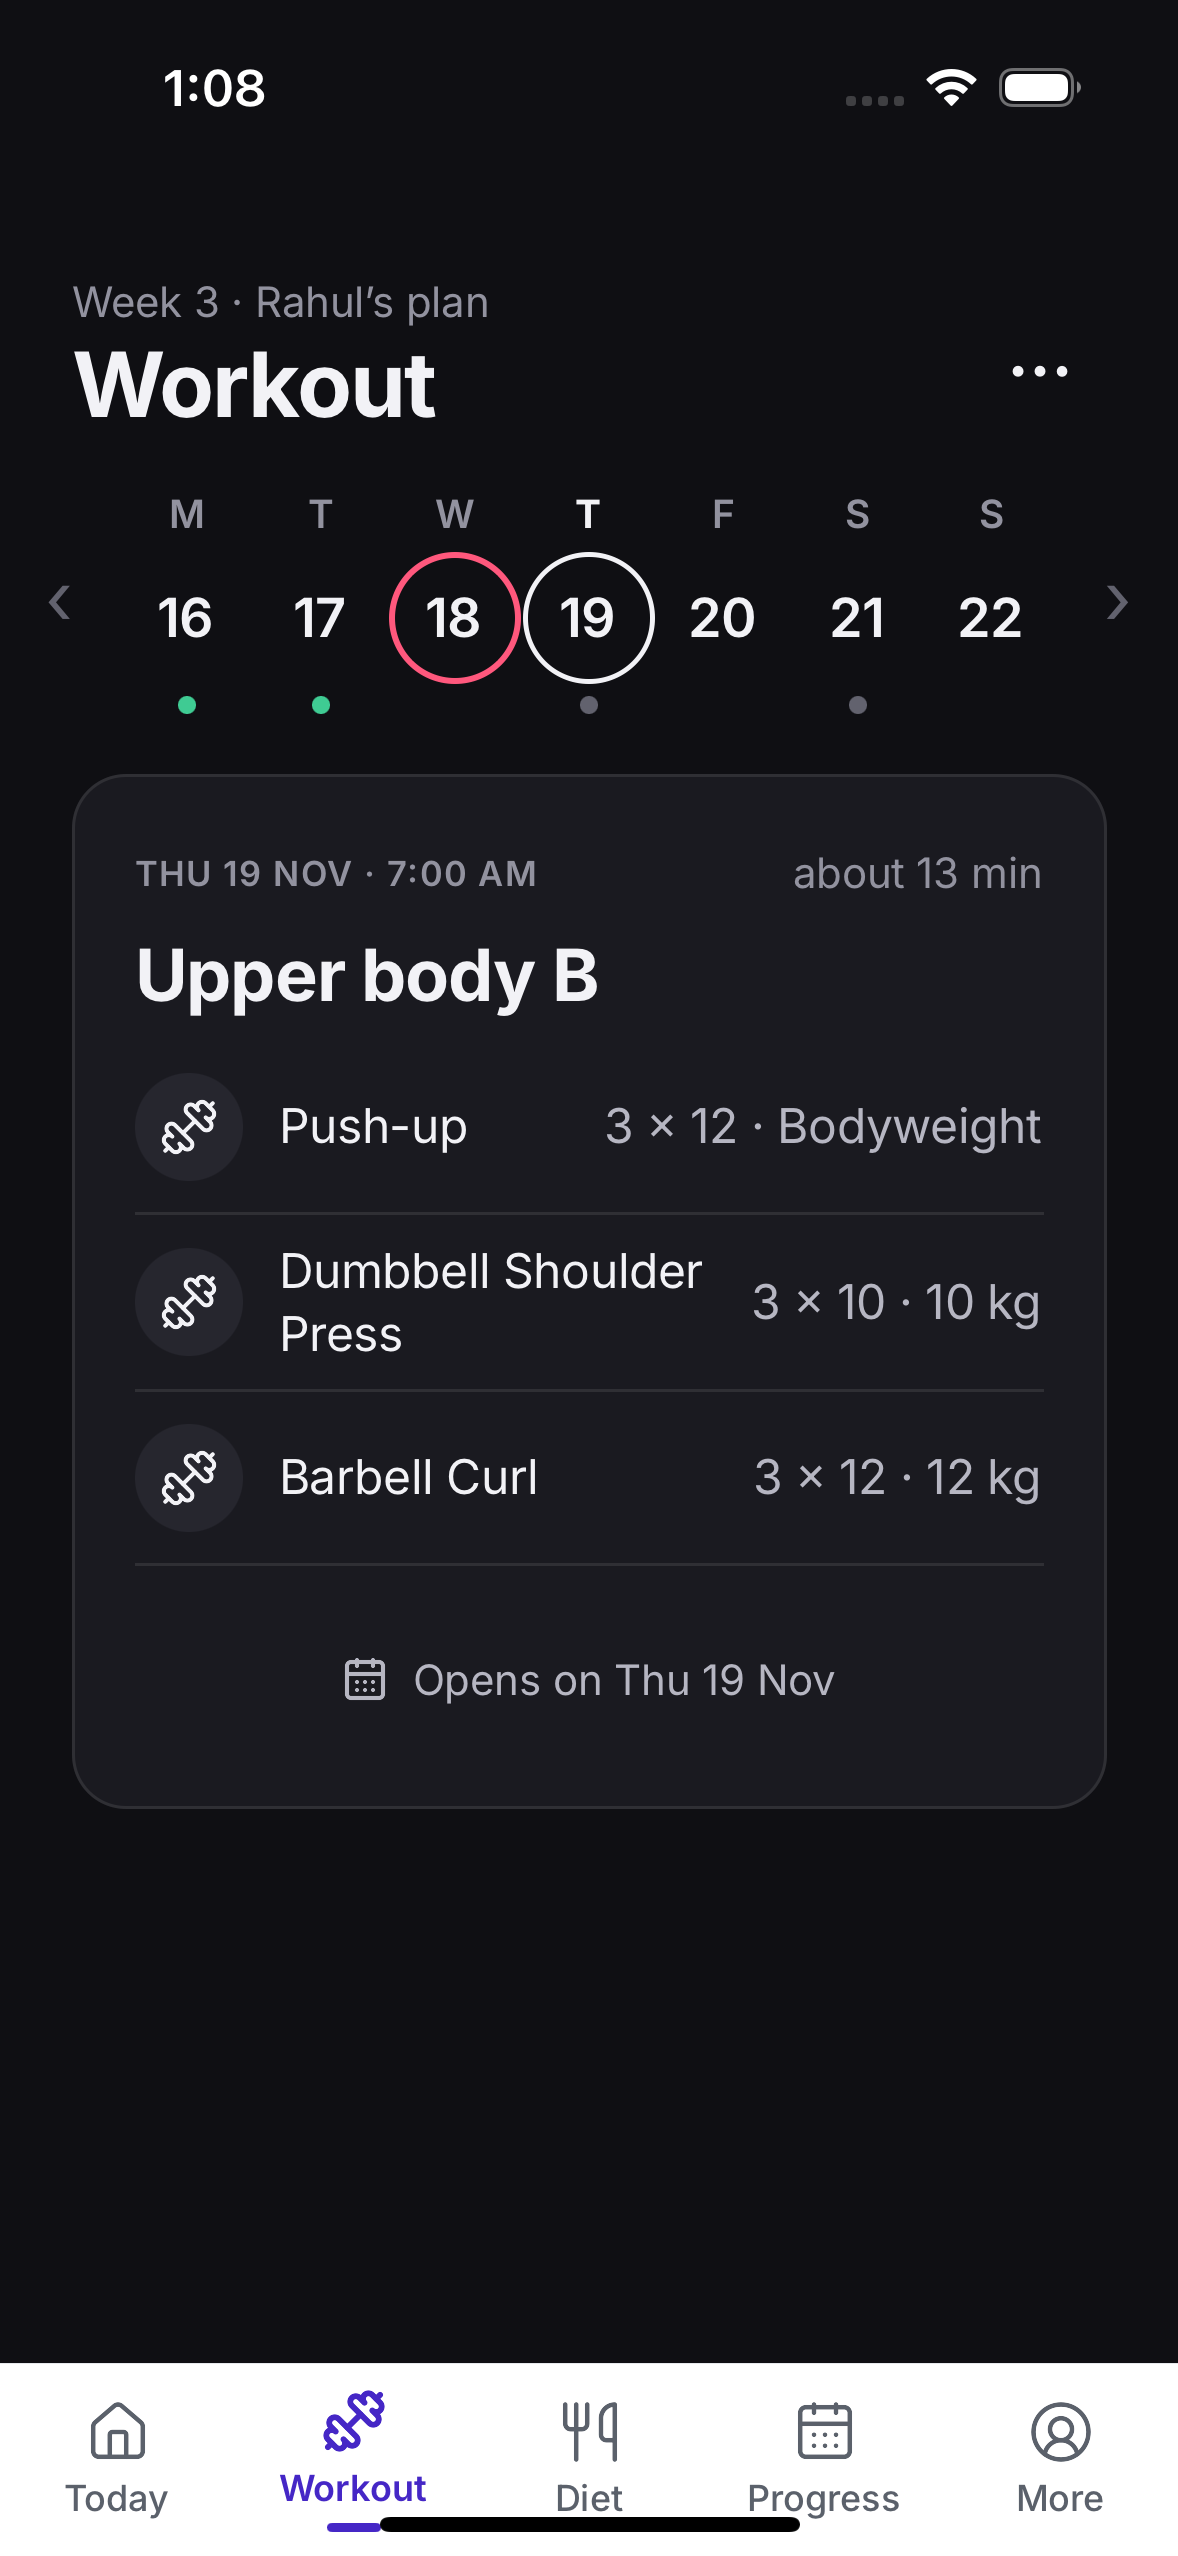 1:08
Week 3 · Rahul’s plan
Workout
M T W T F S S
16 17 18 19 20 21 22
THU 19 NOV · 7:00 AM about 13 min
Upper body B
Push-up 3 × 12 · Bodyweight
Dumbbell Shoulder
Press 3 × 10 · 10 kg
Barbell Curl 3 × 12 · 12 kg
Opens on Thu 19 Nov
Today Workout Diet Progress More